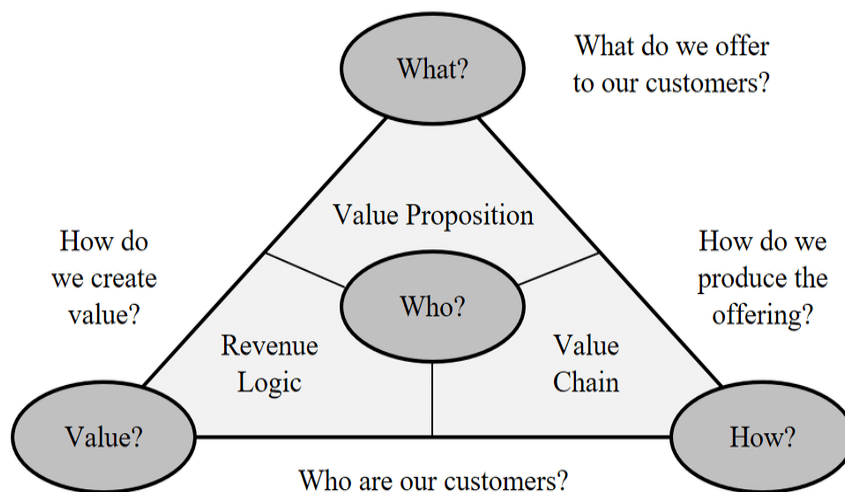 What?
What do we offer
to our customers?
Value Proposition
How do
we create
value?
Who?
How do we
produce the
offering?
Revenue
Logic
Value
Chain
Value?
How?
Who are our customers?